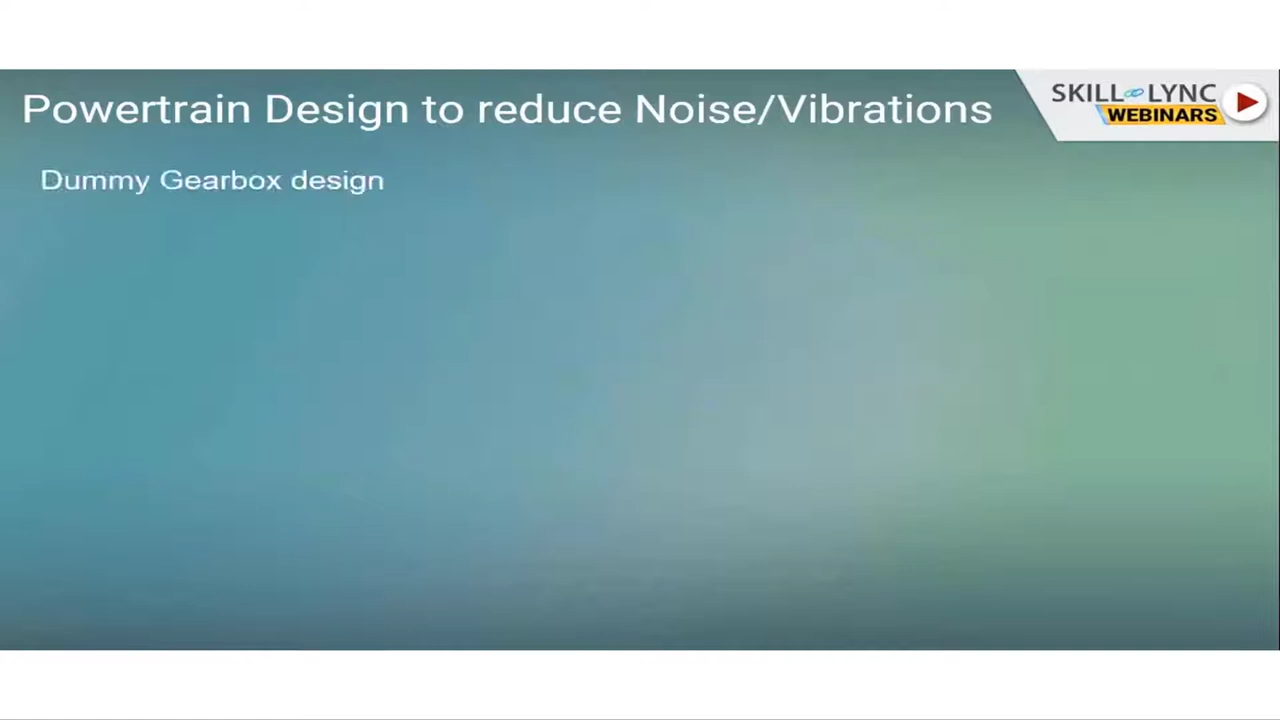 Powertrain Design to reduce Noise/Vibrations
SKILL LYNC
WEBINARS
Dummy Gearbox design